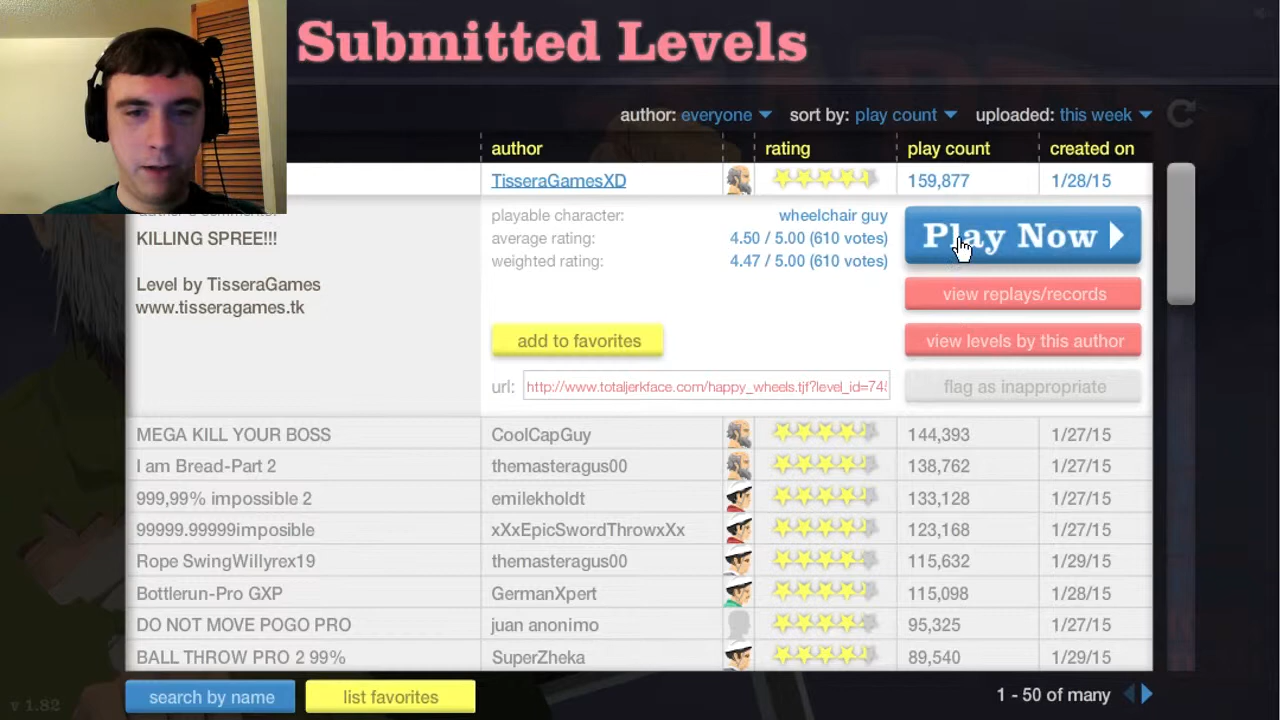 Submitted Levels
author: everyone sort by: play count uploaded: this week
author rating play count created on
TisseraGamesXD 159,877 1/28/15
KILLING SPREE!!!
Level by TisseraGames
www.tisseragames.tk
playable character: wheelchair guy
average rating: 4.50 / 5.00 (610 votes)
weighted rating: 4.47 / 5.00 (610 votes)
add to favorites
Play Now
view replays/records
view levels by this author
url: http://www.totaljerkface.com/happy_wheels.tjf?level_id=74
flag as inappropriate
MEGA KILL YOUR BOSS CoolCapGuy 144,393 1/27/15
I am Bread-Part 2 themasteragus00 138,762 1/27/15
999,99% impossible 2 emilekholdt 133,128 1/27/15
99999.99999imposible xXxEpicSwordThrowxXx 123,168 1/27/15
Rope SwingWillyrex19 themasteragus00 115,632 1/29/15
Bottlerun-Pro GXP GermanXpert 115,098 1/28/15
DO NOT MOVE POGO PRO juan anonimo 95,325 1/27/15
BALL THROW PRO 2 99% SuperZheka 89,540 1/29/15
search by name list favorites 1 - 50 of many
v 1.82